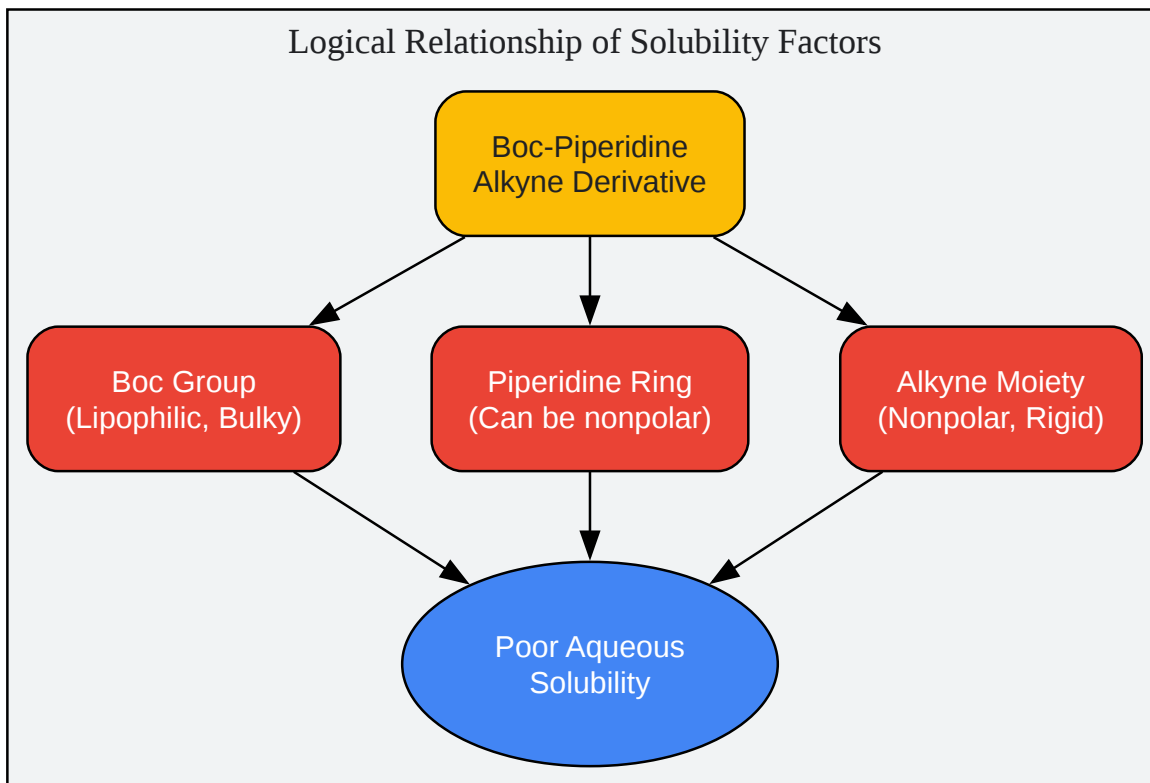 Logical Relationship of Solubility Factors
Boc-Piperidine
Alkyne Derivative
Boc Group
(Lipophilic, Bulky)
Piperidine Ring
(Can be nonpolar)
Alkyne Moiety
(Nonpolar, Rigid)
Poor Aqueous
Solubility